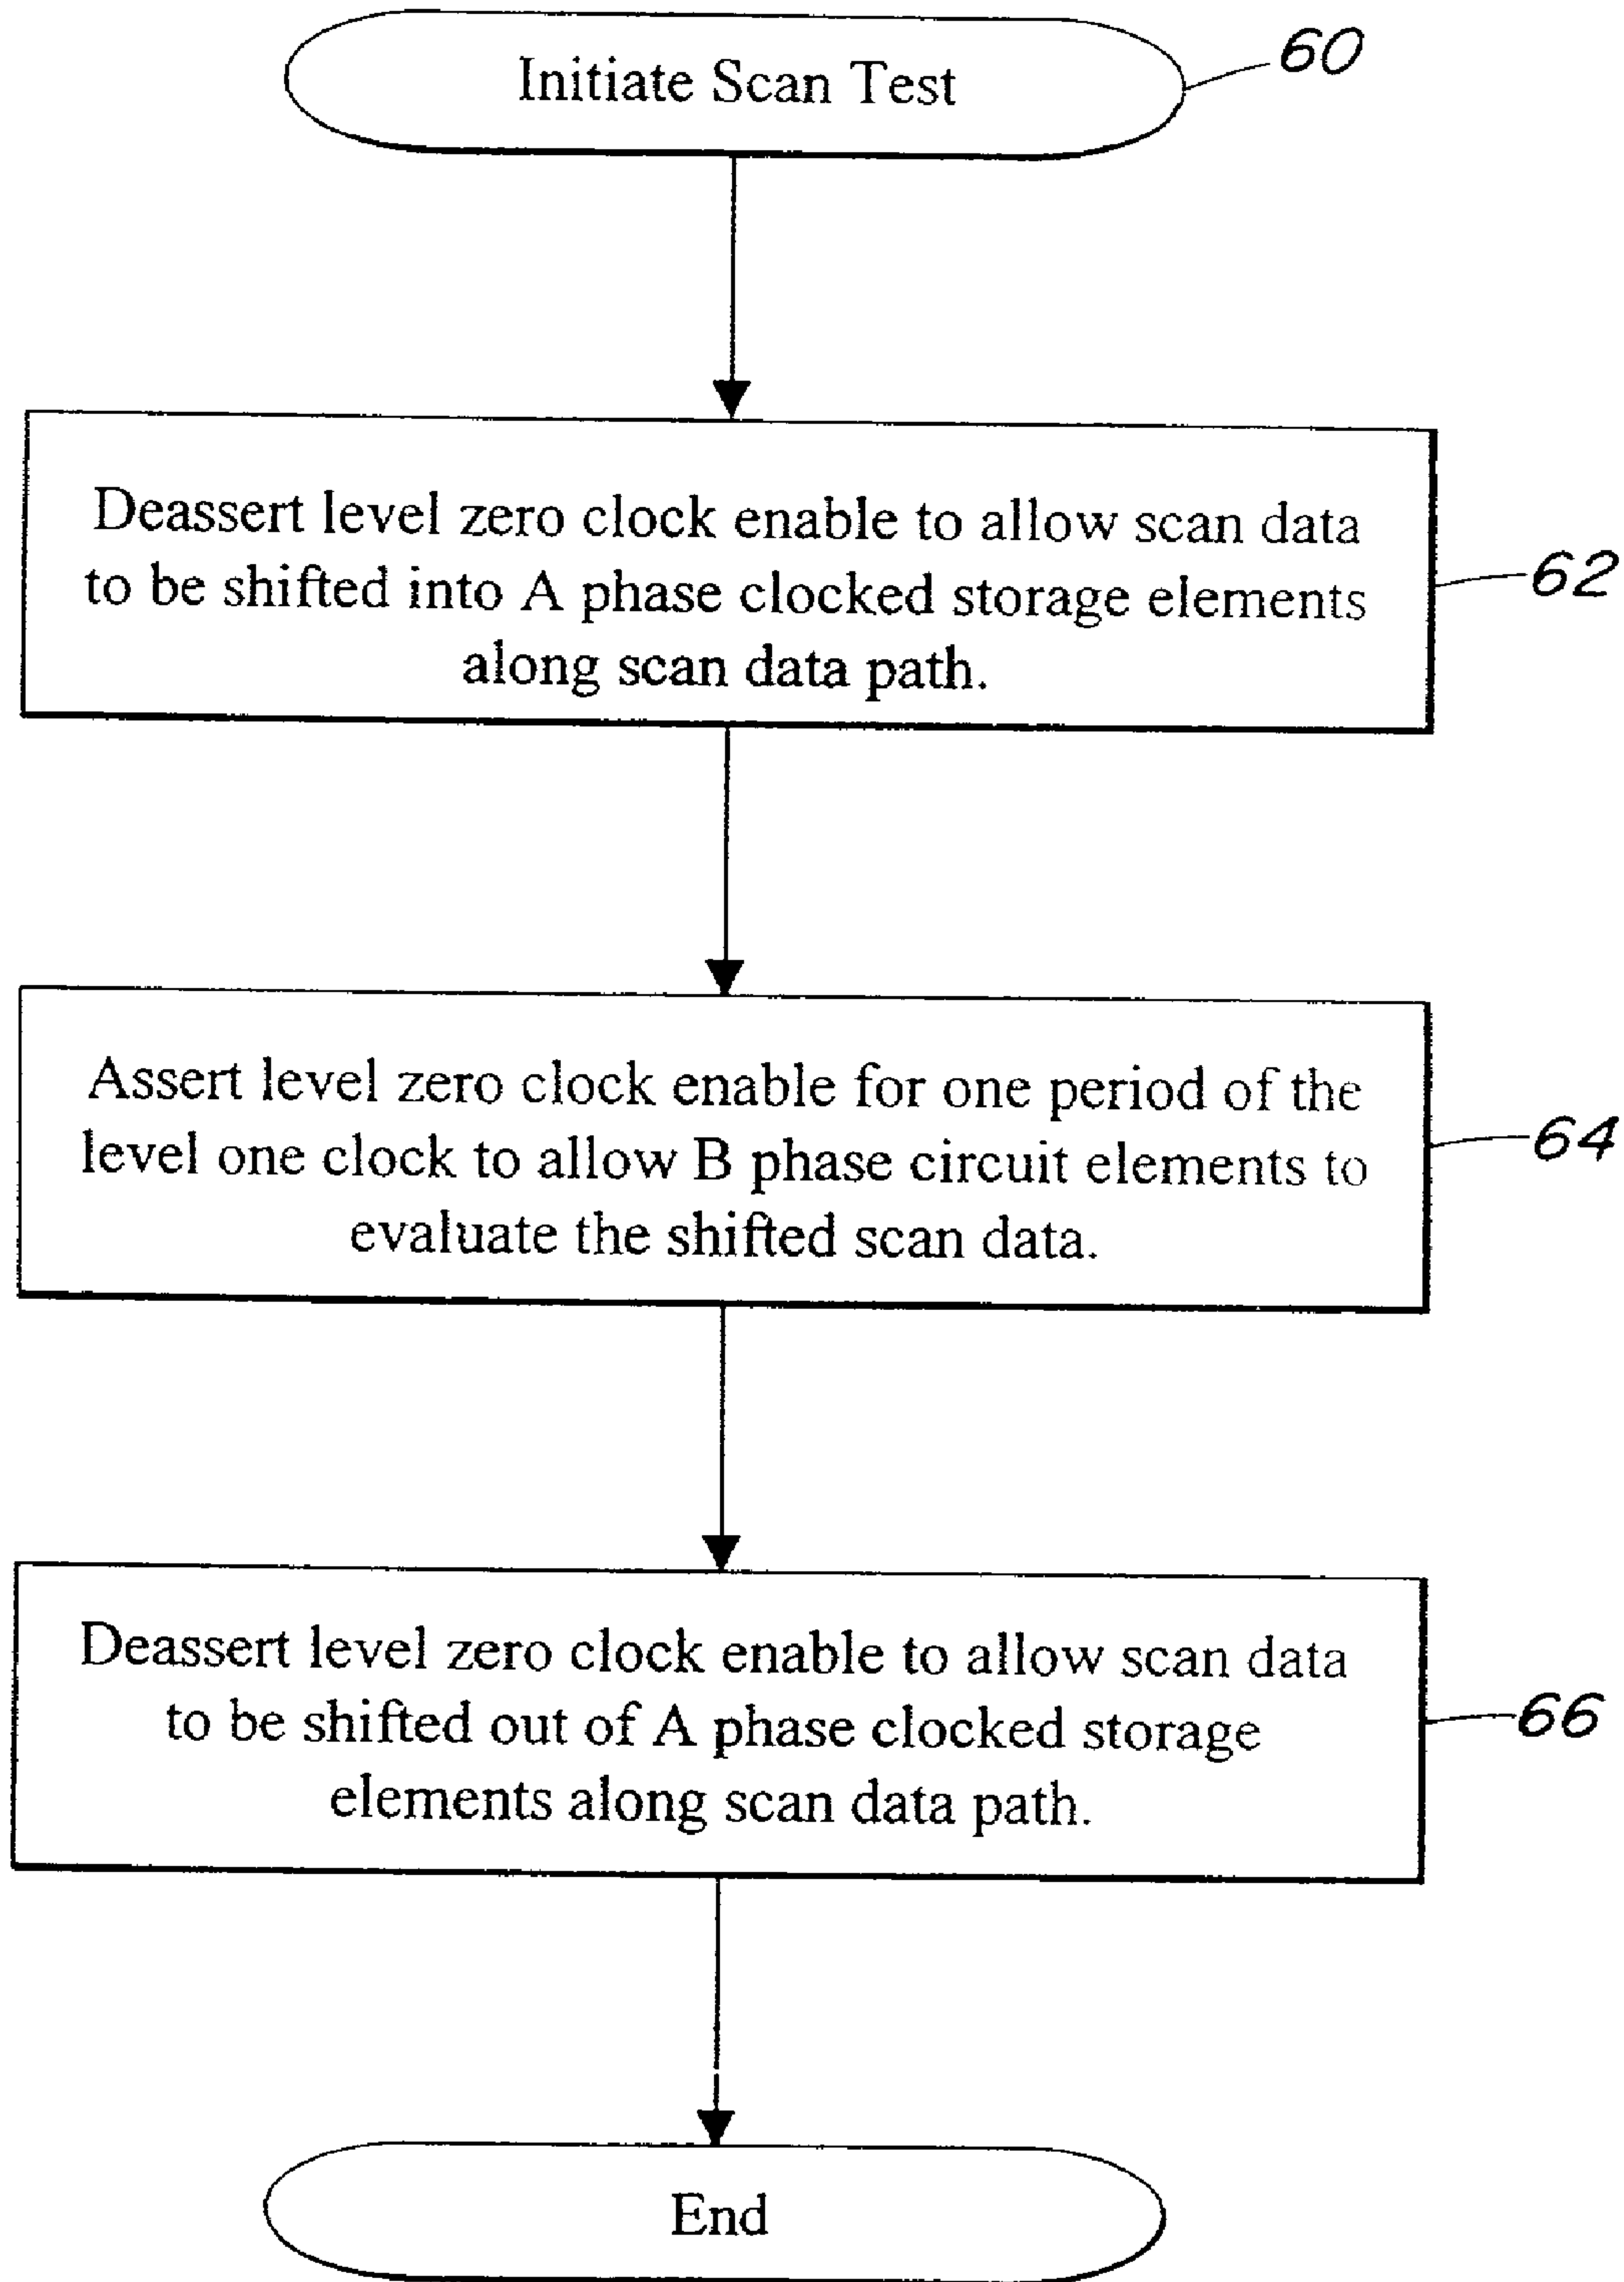 Initiate Scan Test
60
Deassert level zero clock enable to allow scan data
to be shifted into A phase clocked storage elements
along scan data path.
62
Assert level zero clock enable for one period of the
level one clock to allow B phase circuit elements to
evaluate the shifted scan data.
64
Deassert level zero clock enable to allow scan data
to be shifted out of A phase clocked storage
elements along scan data path.
66
End